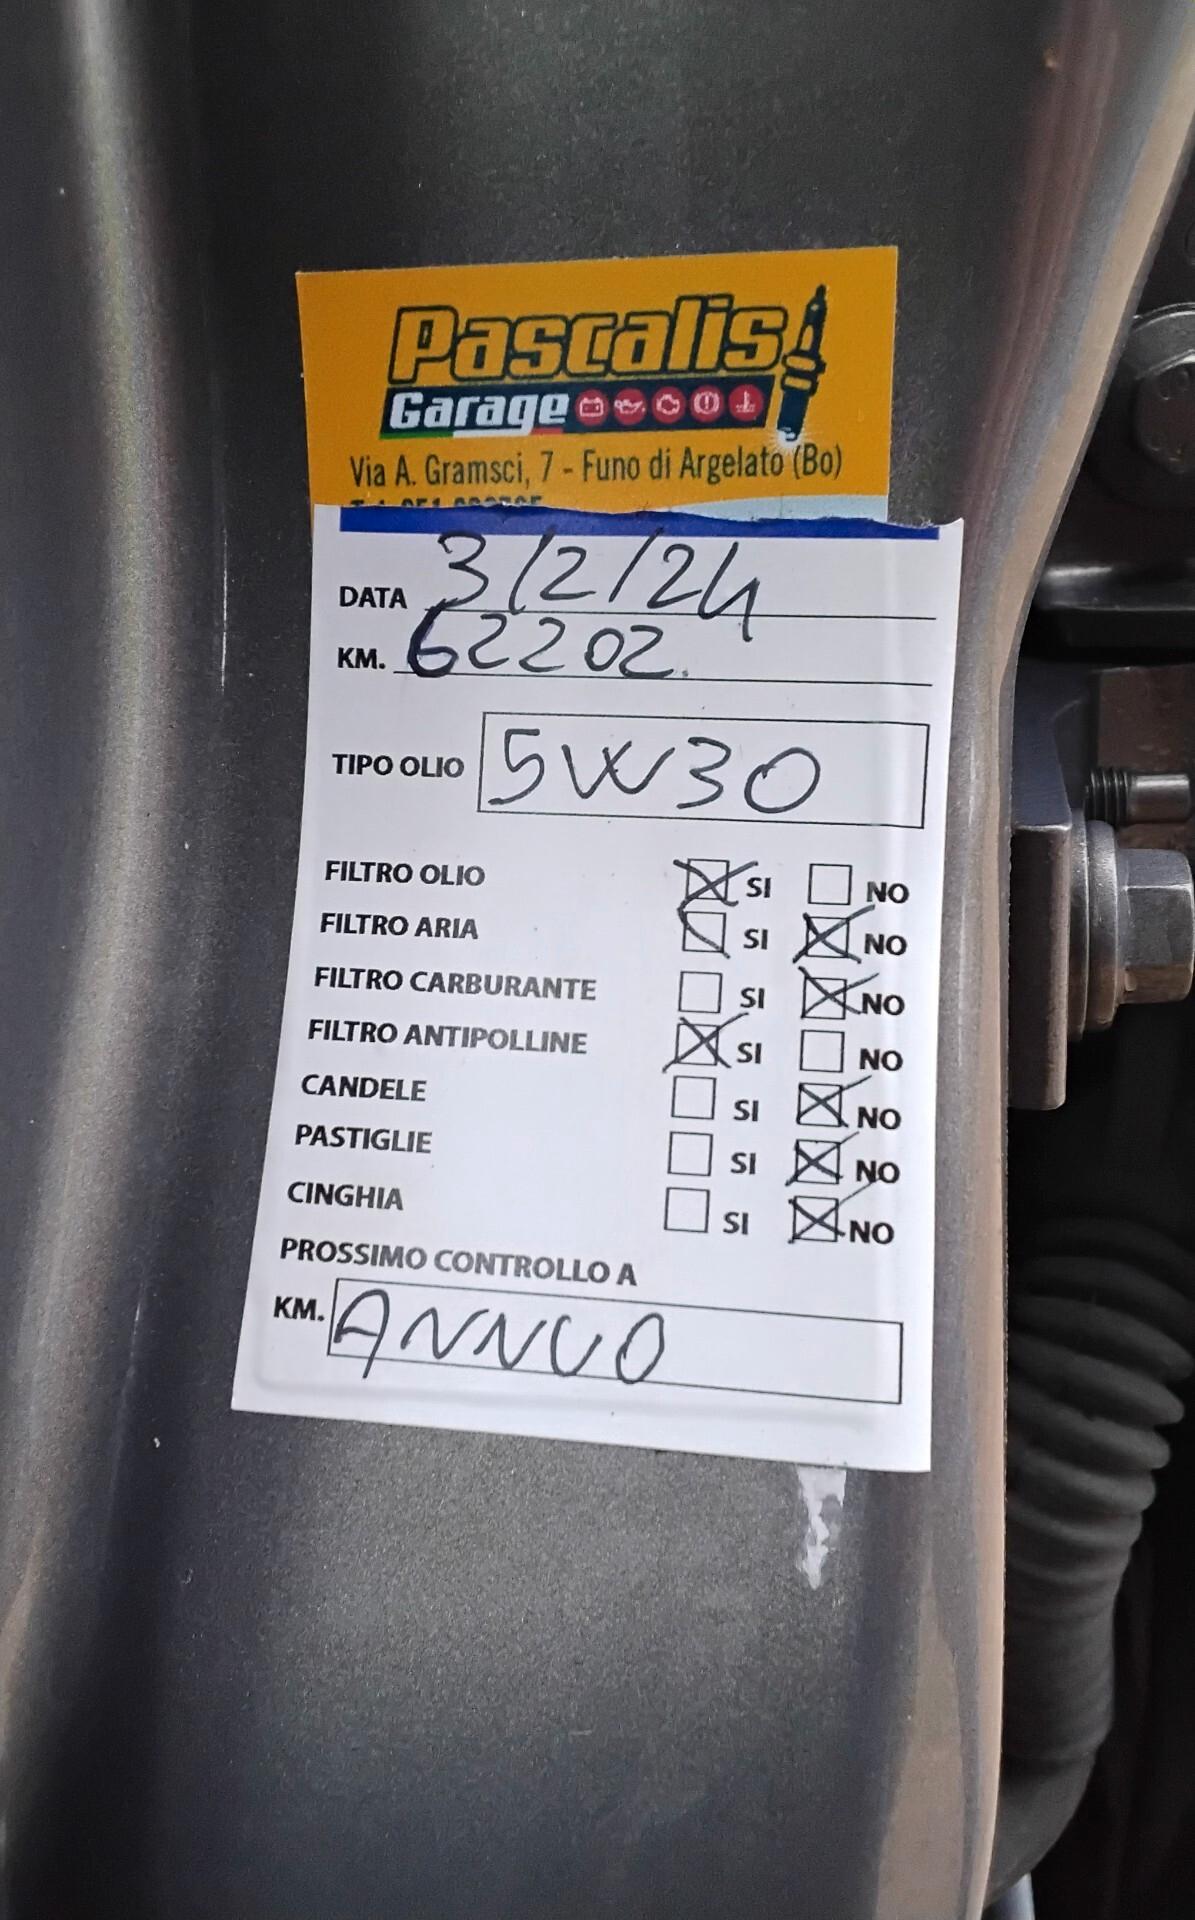 Pascalis
Garage
Via A. Gramsci, 7 - Funo di Argelato (Bo)
DATA 3/2/24
KM. 62202.
TIPO OLIO 5W30
FILTRO OLIO SI NO
FILTRO ARIA SI NO
FILTRO CARBURANTE SI NO
FILTRO ANTIPOLLINE SI NO
CANDELE SI NO
PASTIGLIE SI NO
CINGHIA SI NO
PROSSIMO CONTROLLO A
KM. ANNUO